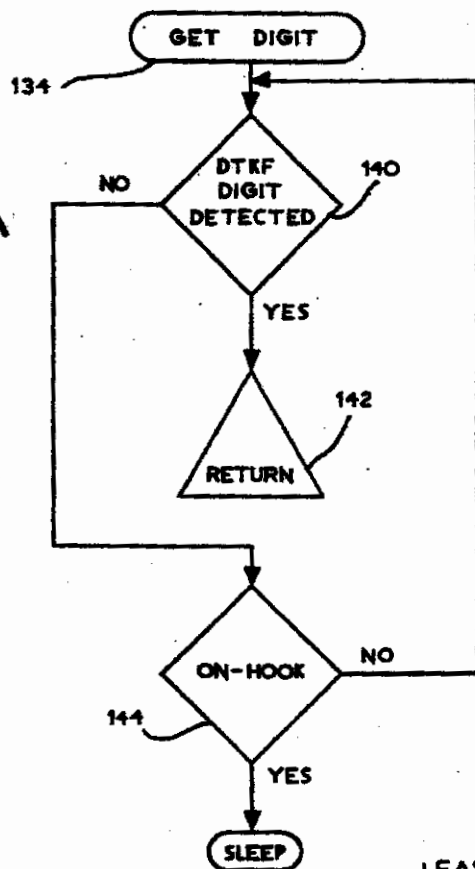 GET DIGIT
134
DTKF
DIGIT
DETECTED
140
NO
YES
142
RETURN
ON-HOOK
NO
144
YES
SLEEP